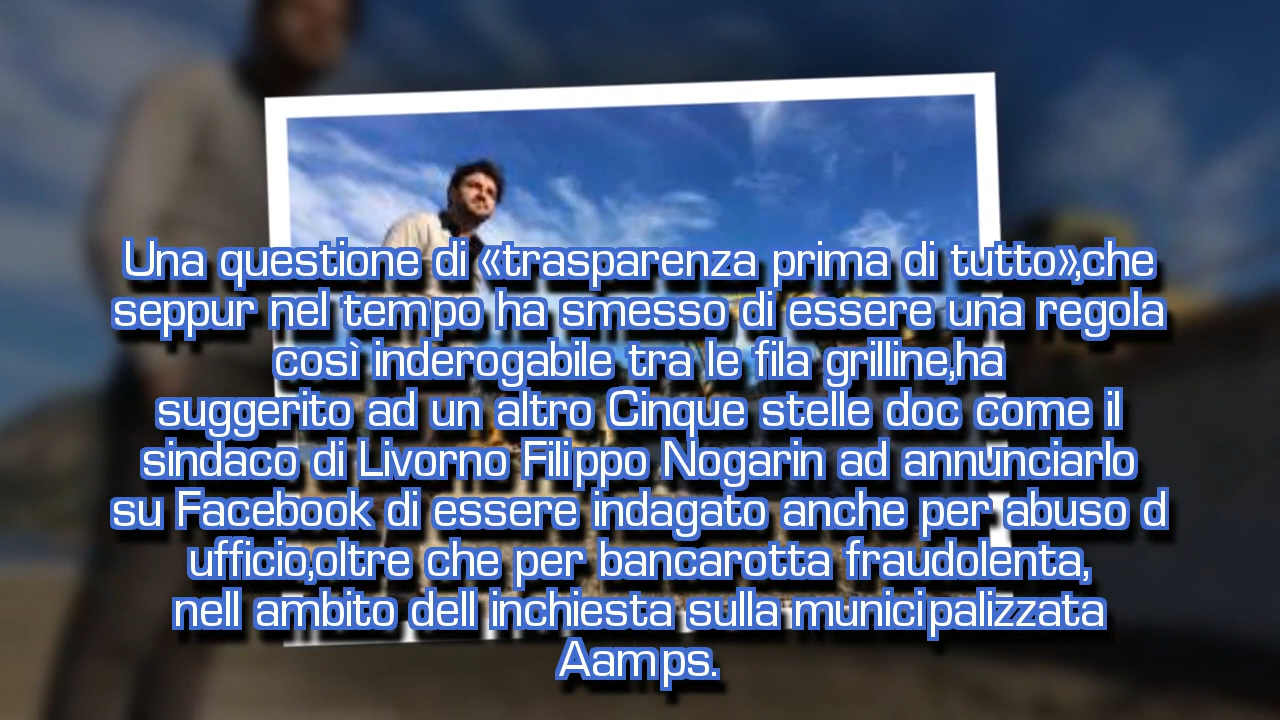 Una questione di «trasparenza prima di tutto»,che
seppur nel tempo ha smesso di essere una regola
così inderogabile tra le fila grilline,ha
suggerito ad un altro Cinque stelle doc come il
sindaco di Livorno Filippo Nogarin ad annunciarlo
su Facebook di essere indagato anche per abuso d
ufficio,oltre che per bancarotta fraudolenta,
nell ambito dell inchiesta sulla municipalizzata
Aamps.